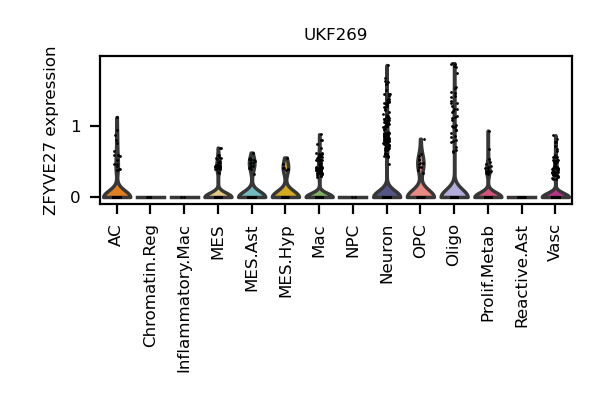 UKF269
ZFYVE27 expression
1
0
AC
Chromatin.Reg
Inflammatory.Mac
MES
MES.Ast
MES.Hyp
Mac
NPC
Neuron
OPC
Oligo
Prolif.Metab
Reactive.Ast
Vasc